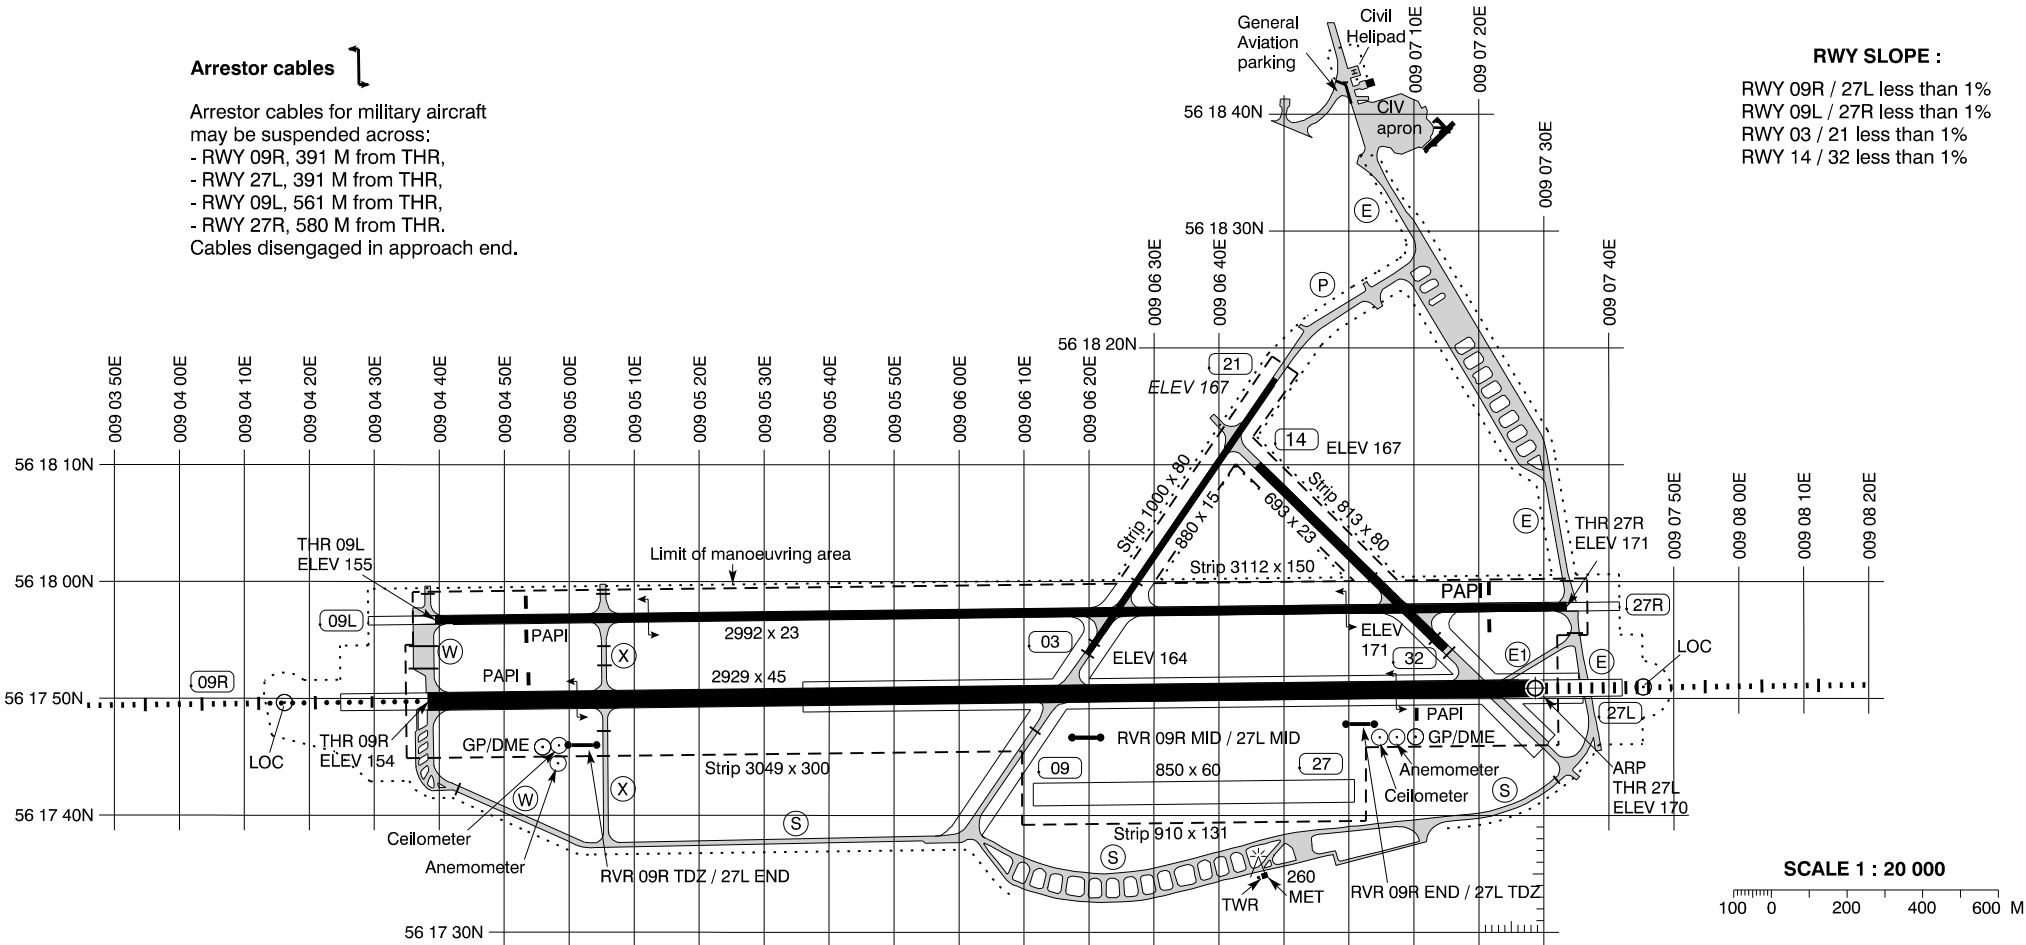 Arrestor cables
Arrestor cables for military aircraft
may be suspended across:
- RWY 09R, 391 M from THR,
- RWY 27L, 391 M from THR,
- RWY 09L, 561 M from THR,
- RWY 27R, 580 M from THR.
Cables disengaged in approach end.
General
Aviation
parking
Civil
Helipad
H
CIV
apron
RWY SLOPE :
RWY 09R / 27L less than 1%
RWY 09L / 27R less than 1%
RWY 03 / 21 less than 1%
RWY 14 / 32 less than 1%
009 07 10E
009 07 20E
009 07 30E
009 07 40E
009 06 30E
009 06 40E
56 18 40N
56 18 30N
56 18 20N
E
P
21
ELEV 167
14
ELEV 167
009 03 50E
009 04 00E
009 04 10E
009 04 20E
009 04 30E
009 04 40E
009 04 50E
009 05 00E
009 05 10E
009 05 20E
009 05 30E
009 05 40E
009 05 50E
009 06 00E
009 06 10E
009 06 20E
009 07 50E
009 08 00E
009 08 10E
009 08 20E
56 18 10N
Strip 1000 x 80
880 x 15
693 x 23
Strip 813 x 80
E
THR 27R
ELEV 171
THR 09L
ELEV 155
Limit of manoeuvring area
Strip 3112 x 150
56 18 00N
PAPI
09L
27R
PAPI
2992 x 23
03
ELEV
171
W
X
ELEV 164
32
E1
E
LOC
09R
PAPI
2929 x 45
56 17 50N
27L
PAPI
THR 09R
ELEV 154
LOC
GP/DME
RVR 09R MID / 27L MID
GP/DME
Strip 3049 x 300
09
850 x 60
27
Anemometer
Ceilometer
ARP
THR 27L
ELEV 170
W
X
S
S
56 17 40N
S
Strip 910 x 131
Ceilometer
Anemometer
RVR 09R TDZ / 27L END
260
TWR
MET
RVR 09R END / 27L TDZ
56 17 30N
SCALE 1 : 20 000
100 0 200 400 600 M